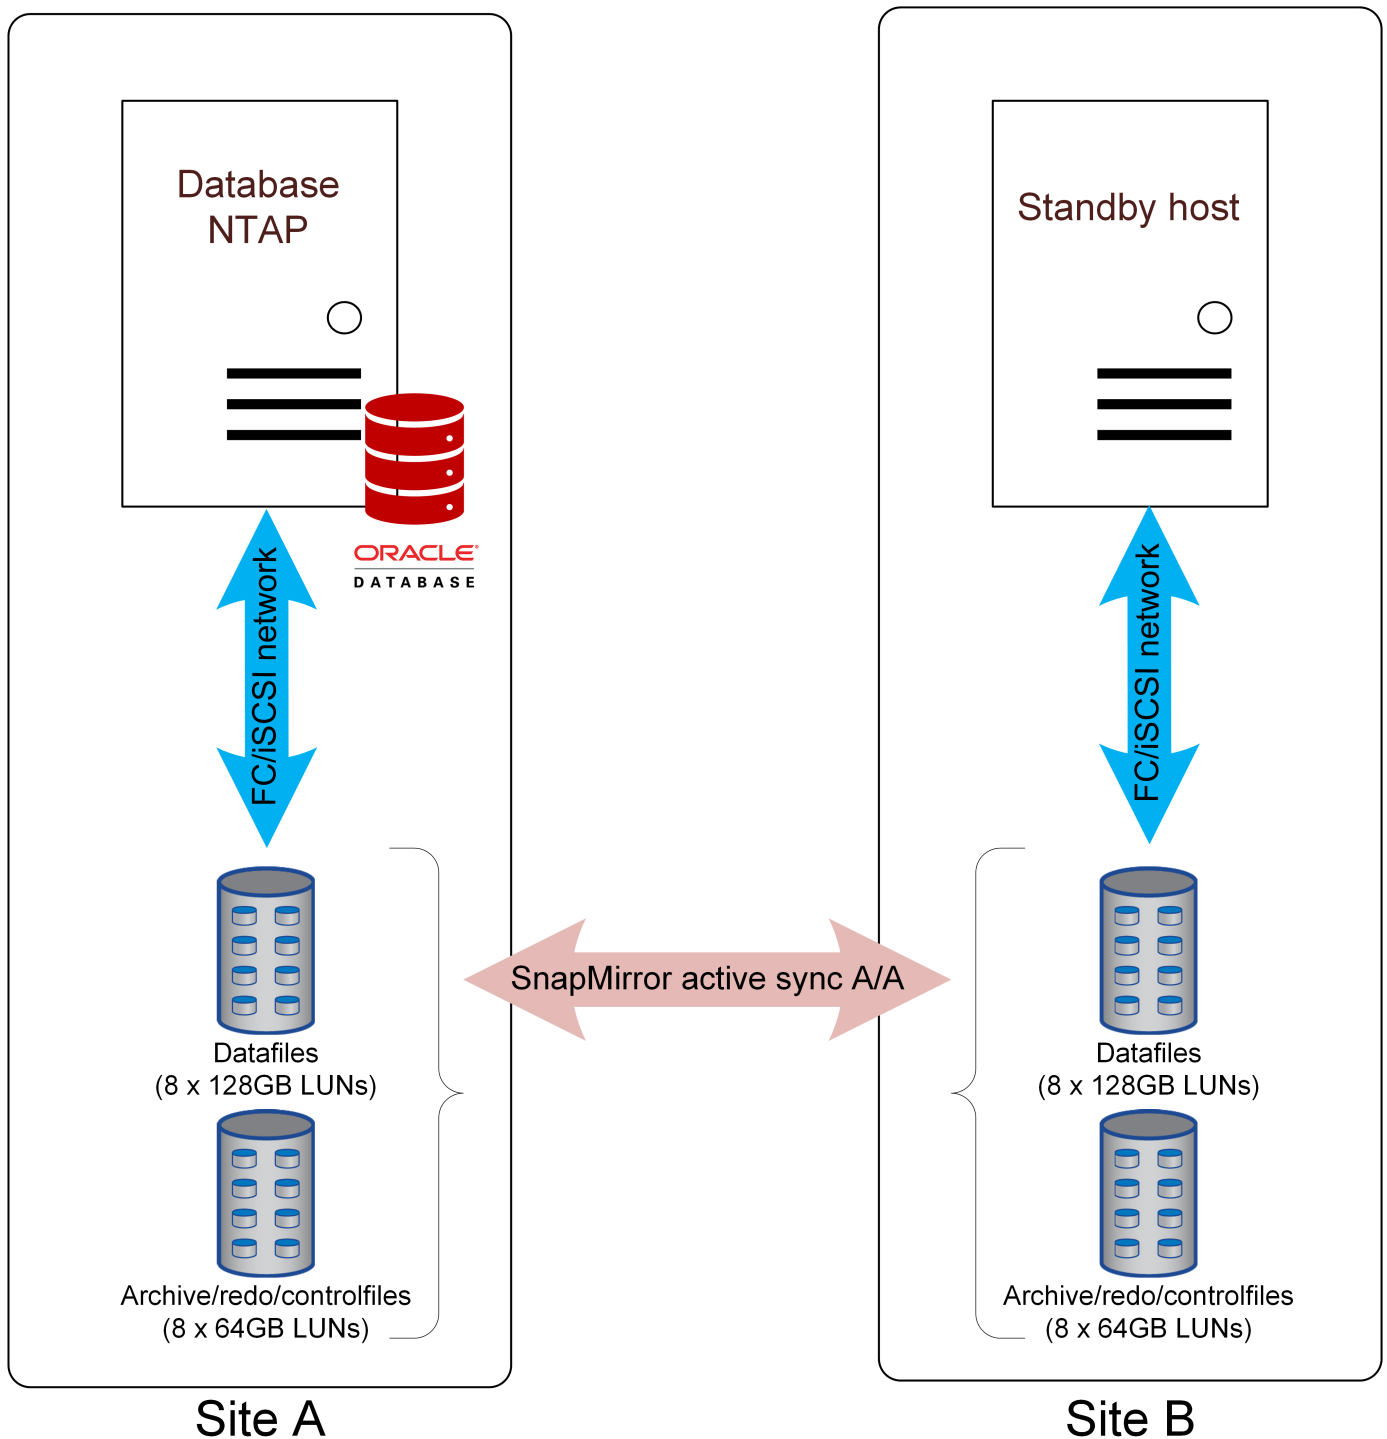 Database
NTAP
ORACLE®
DATABASE
FC/iSCSI network
Datafiles
(8 x 128GB LUNs)
Archive/redo/controlfiles
(8 x 64GB LUNs)
Site A
SnapMirror active sync A/A
Standby host
FC/iSCSI network
Datafiles
(8 x 128GB LUNs)
Archive/redo/controlfiles
(8 x 64GB LUNs)
Site B